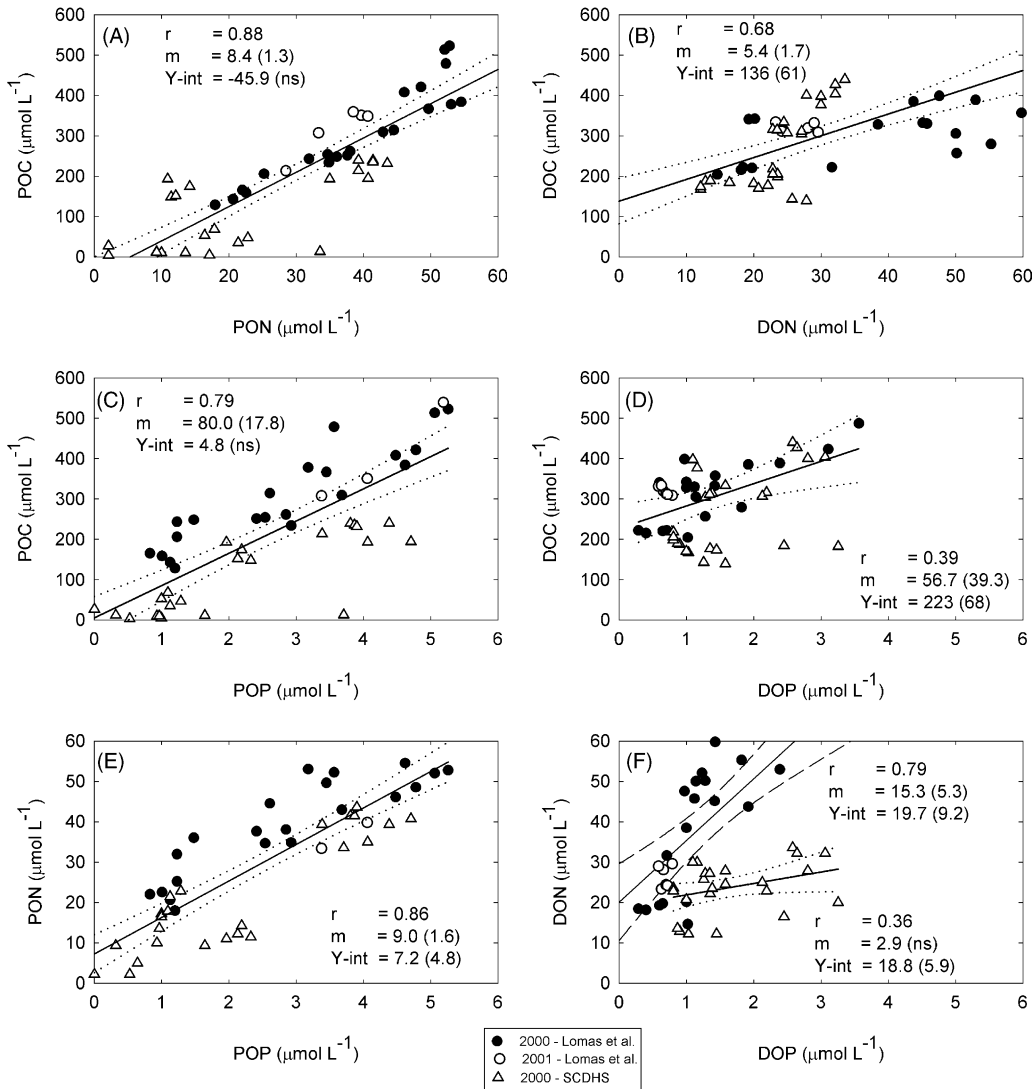 (A)
r = 0.88
m = 8.4 (1.3)
Y-int = -45.9 (ns)
600
500
400
300
200
100
0
POC (μmol L⁻¹)
0 10 20 30 40 50 60
PON (μmol L⁻¹)
(B)
r = 0.68
m = 5.4 (1.7)
Y-int = 136 (61)
600
500
400
300
200
100
0
DOC (μmol L⁻¹)
0 10 20 30 40 50 60
DON (μmol L⁻¹)
(C)
r = 0.79
m = 80.0 (17.8)
Y-int = 4.8 (ns)
600
500
400
300
200
100
0
POC (μmol L⁻¹)
0 1 2 3 4 5 6
POP (μmol L⁻¹)
(D)
r = 0.39
m = 56.7 (39.3)
Y-int = 223 (68)
600
500
400
300
200
100
0
DOC (μmol L⁻¹)
0 1 2 3 4 5 6
DOP (μmol L⁻¹)
(E)
r = 0.86
m = 9.0 (1.6)
Y-int = 7.2 (4.8)
60
50
40
30
20
10
0
PON (μmol L⁻¹)
0 1 2 3 4 5 6
POP (μmol L⁻¹)
(F)
r = 0.79
m = 15.3 (5.3)
Y-int = 19.7 (9.2)
r = 0.36
m = 2.9 (ns)
Y-int = 18.8 (5.9)
60
50
40
30
20
10
0
DON (μmol L⁻¹)
0 1 2 3 4 5 6
DOP (μmol L⁻¹)
2000 - Lomas et al.
2001 - Lomas et al.
2000 - SCDHS